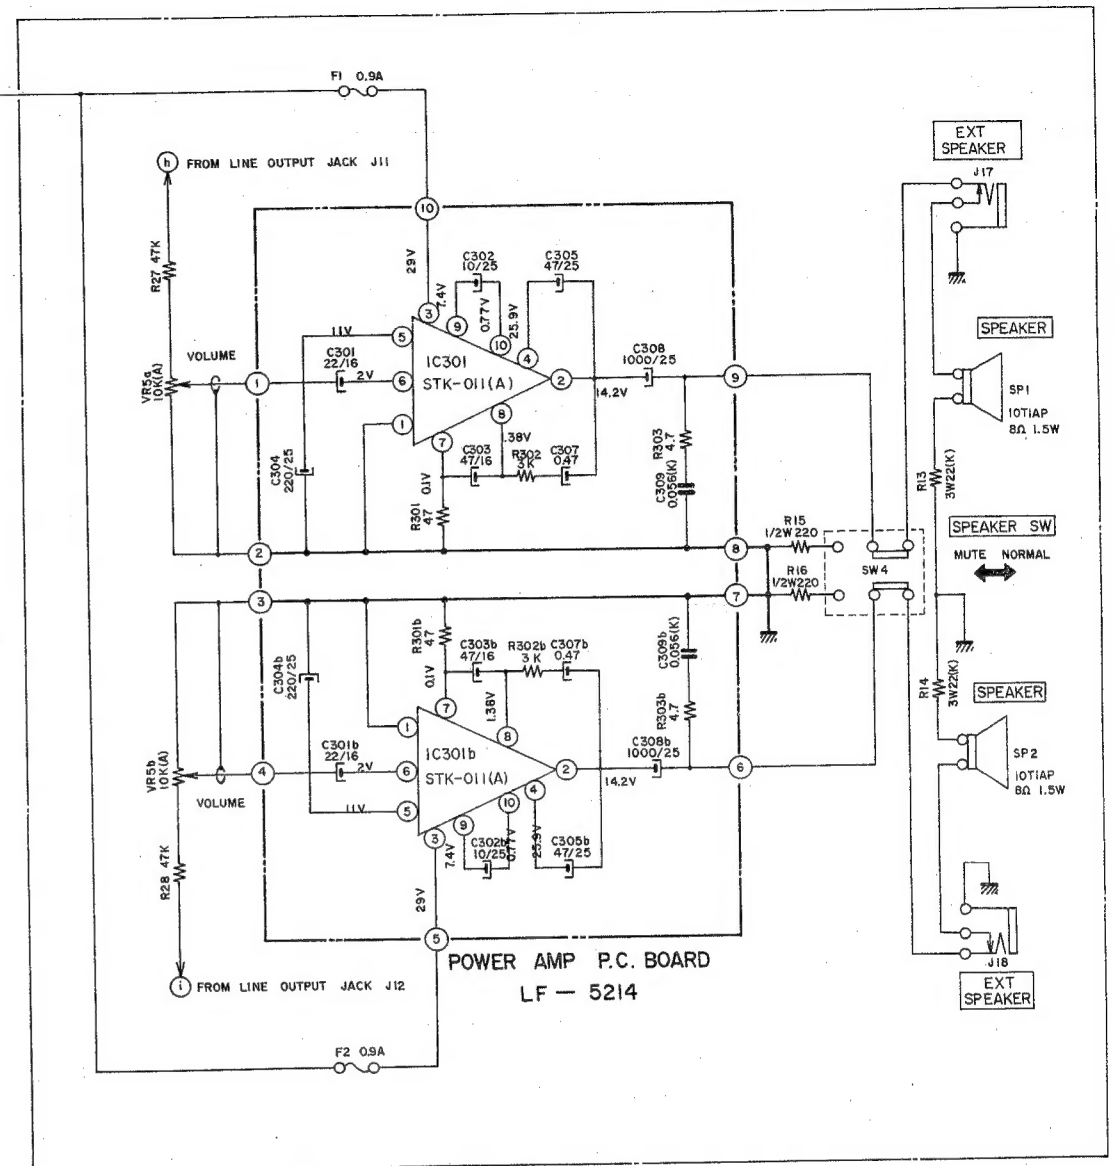 F1 0.9A
EXT
SPEAKER
J17
h FROM LINE OUTPUT JACK J11
10
R27 47K
29V
7.4V
C302
10/25
0.77V
25.9V
C305
47/25
3
9
10
4
11V
5
SPEAKER
VOLUME
C301
22/16
IC301
STK-011(A)
C308
1000/25
VR5a
10K(A)
1
2V
6
2
14.2V
9
SP1
10T1AP
8Ω 1.5W
1
8
7
1.38V
C304
220/25
0.1V
C303
47/16
R302
3K
C307
0.47
R303
4.7
C309
0.056(K)
R13
3W22(K)
R301
47
R15
1/2W 220
SPEAKER SW
2
8
SW4
MUTE NORMAL
R16
1/2W220
3
7
R301b
47
C303b
47/16
R302b
3 K
C307b
0.47
C309b
0.056(K)
C304b
220/25
0.1V
1.38V
R303b
4.7
R14
3W22(K)
SPEAKER
7
1
8
C301b
22/16
IC301b
STK-011(A)
C308b
1000/25
SP2
VR5b
10K(A)
4
2V
6
2
14.2V
6
10T1AP
8Ω 1.5W
VOLUME
11V
5
10
4
9
3
R28 47K
7.4V
C302b
10/25
0.77V
25.9V
C305b
47/25
29V
5
POWER AMP P.C. BOARD
LF — 5214
J18
EXT
SPEAKER
i FROM LINE OUTPUT JACK J12
F2 0.9A